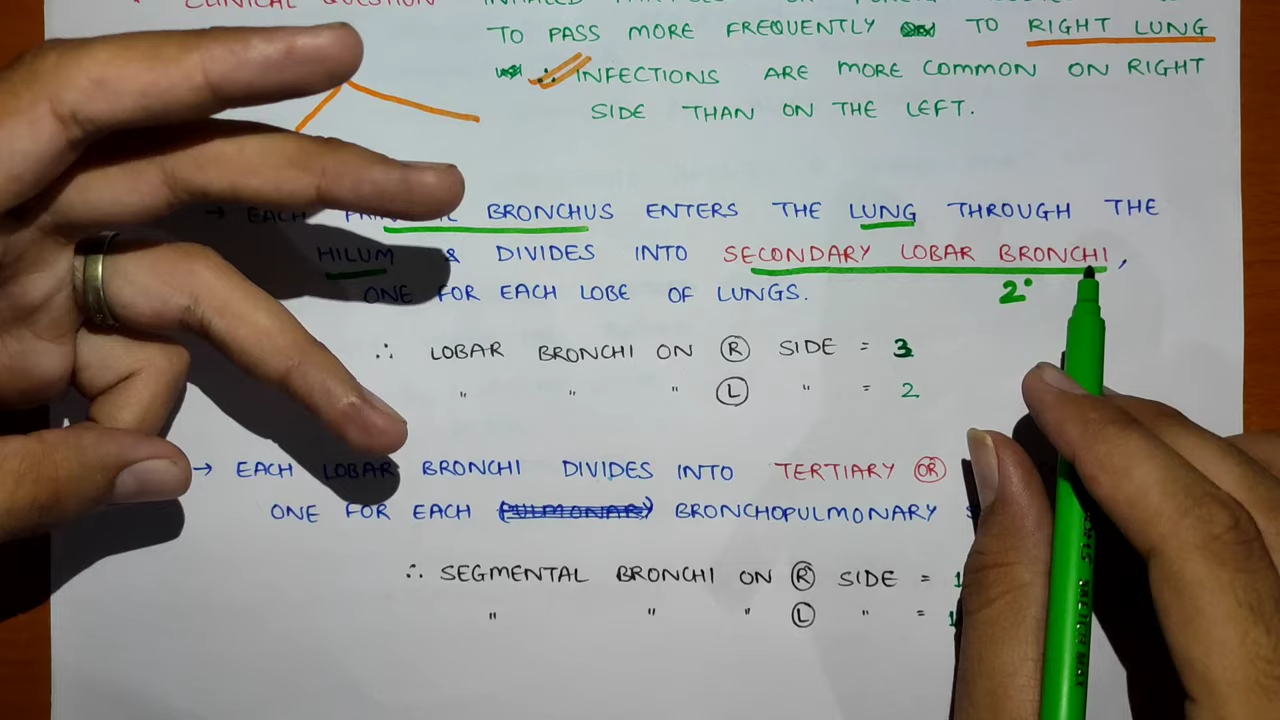 TO PASS MORE FREQUENTLY TO RIGHT LUNG
∴ INFECTIONS ARE MORE COMMON ON RIGHT
SIDE THAN ON THE LEFT.
→ EACH BRONCHUS ENTERS THE LUNG THROUGH THE
HILUM & DIVIDES INTO SECONDARY LOBAR BRONCHI,
2°
ONE FOR EACH LOBE OF LUNGS.
∴ LOBAR BRONCHI ON (R) SIDE = 3
" " " (L) " = 2
→ EACH LOBAR BRONCHI DIVIDES INTO TERTIARY (OR)
ONE FOR EACH (PULMONAR) BRONCHOPULMONARY
∴ SEGMENTAL BRONCHI ON (R) SIDE = 1
" " " (L) " = 1